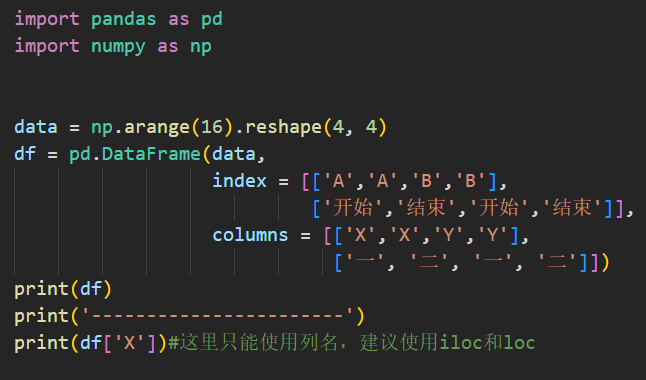 import pandas as pd
import numpy as np
data = np.arange(16).reshape(4, 4)
df = pd.DataFrame(data,
index = [['A','A','B','B'],
['开始','结束','开始','结束']],
columns = [['X','X','Y','Y'],
['一', '二', '一', '二']])
print(df)
print('-----------------------')
print(df['X'])#这里只能使用列名，建议使用iloc和loc